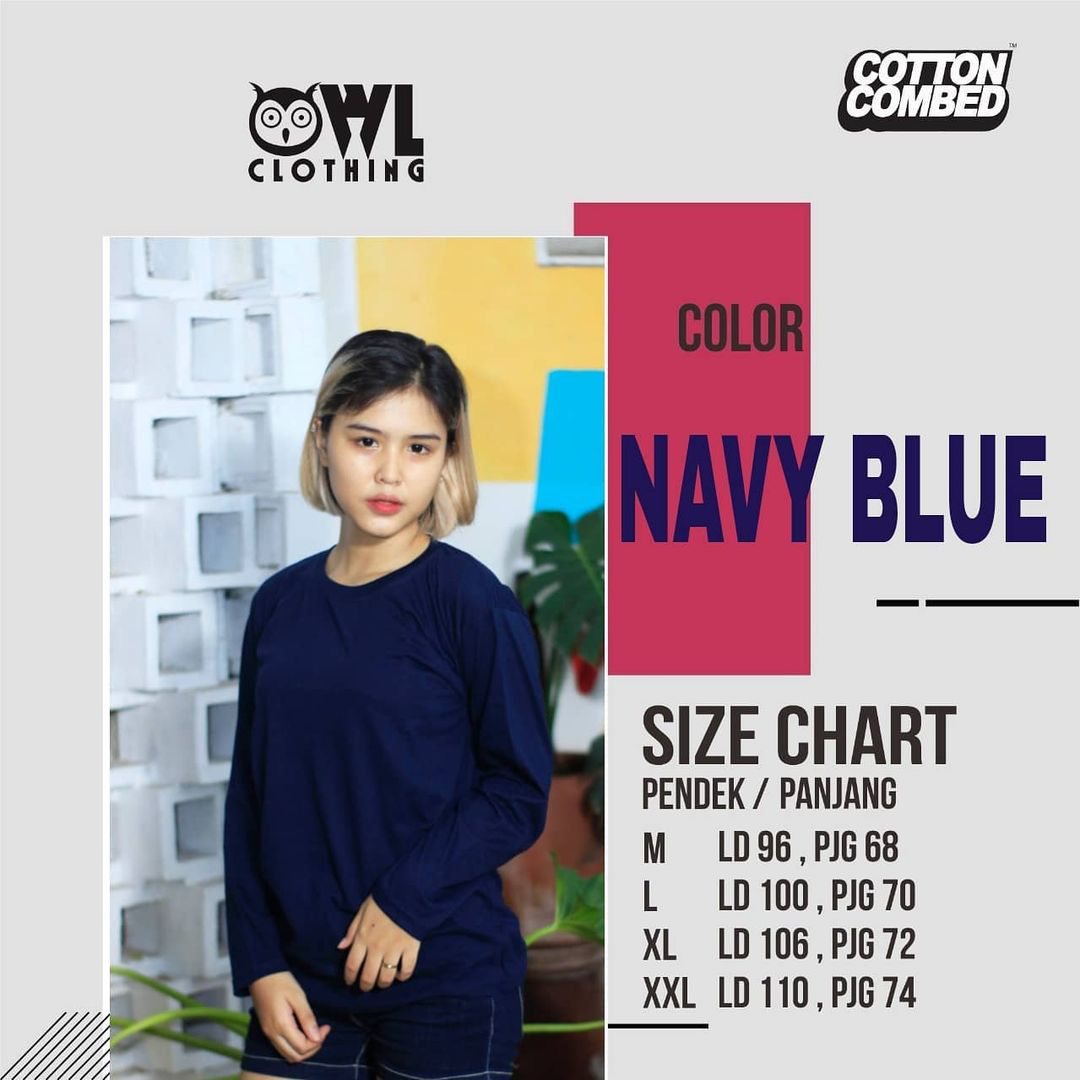 OWL
CLOTHING
COTTON
COMBED
TM
COLOR
NAVY BLUE
SIZE CHART
PENDEK / PANJANG
M LD 96 , PJG 68
L LD 100 , PJG 70
XL LD 106 , PJG 72
XXL LD 110 , PJG 74